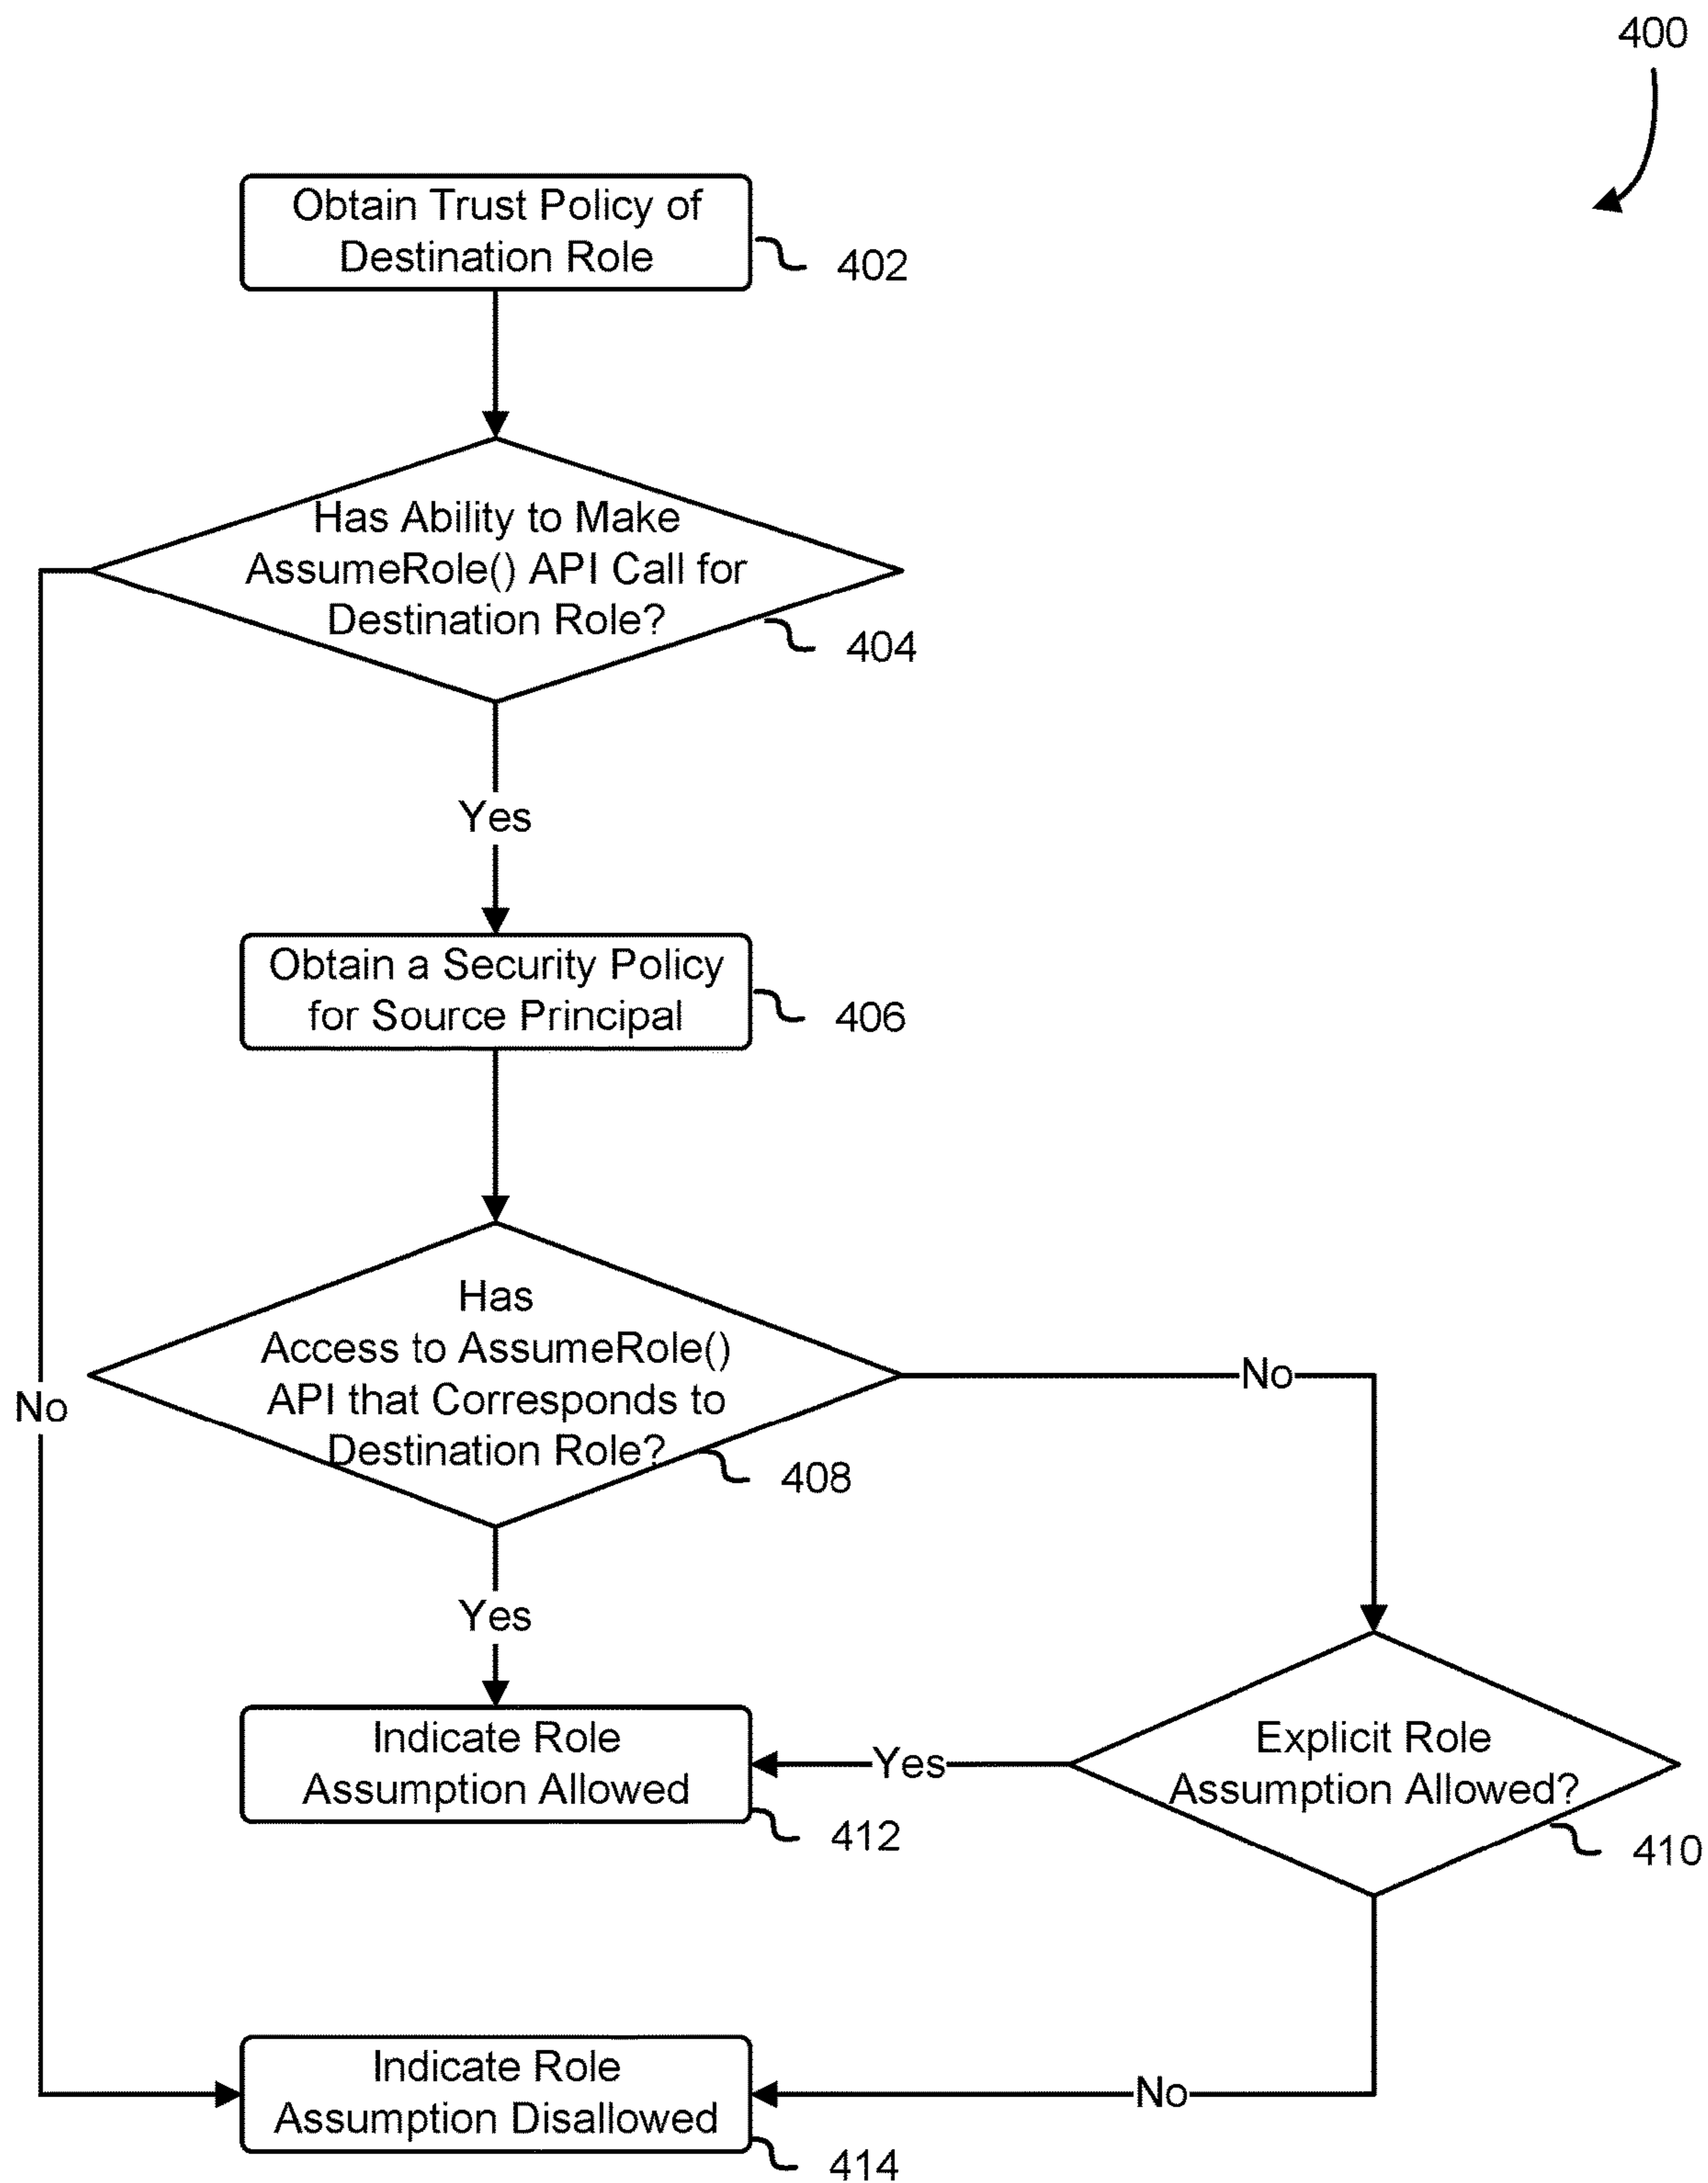 400
Obtain Trust Policy of
Destination Role
402
Has Ability to Make
AssumeRole() API Call for
Destination Role?
404
Yes
Obtain a Security Policy
for Source Principal
406
Has
Access to AssumeRole()
API that Corresponds to
Destination Role?
408
No
No
Yes
Indicate Role
Assumption Allowed
412
Yes
Explicit Role
Assumption Allowed?
410
Indicate Role
Assumption Disallowed
414
No